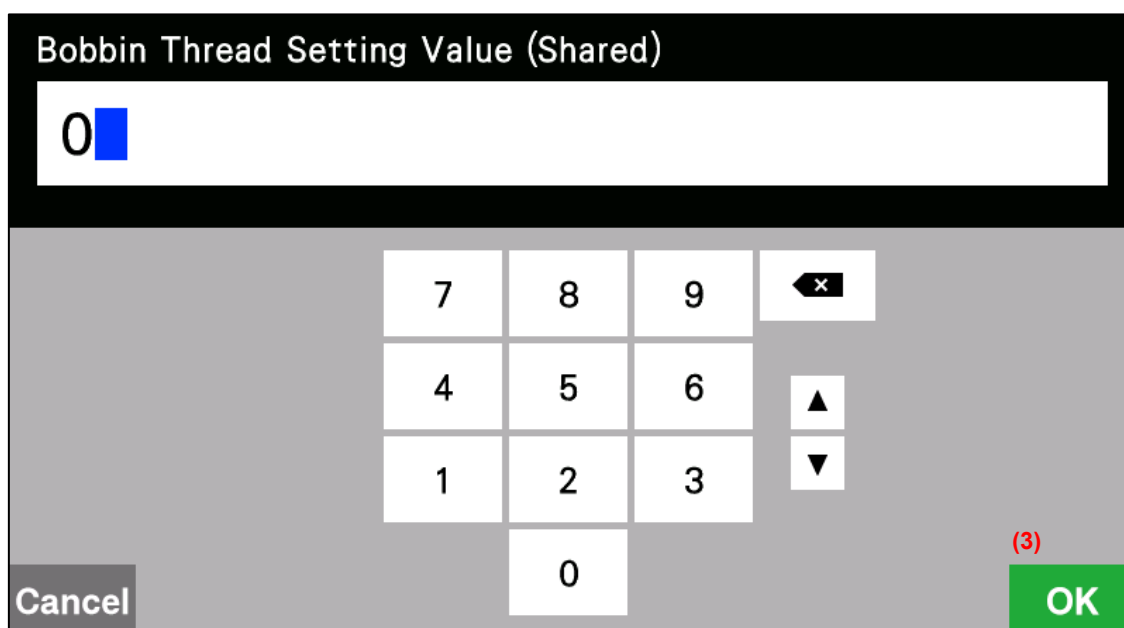 Bobbin Thread Setting Value (Shared)
0
7 8 9
4 5 6 ▲
1 2 3 ▼
0
(3)
Cancel OK